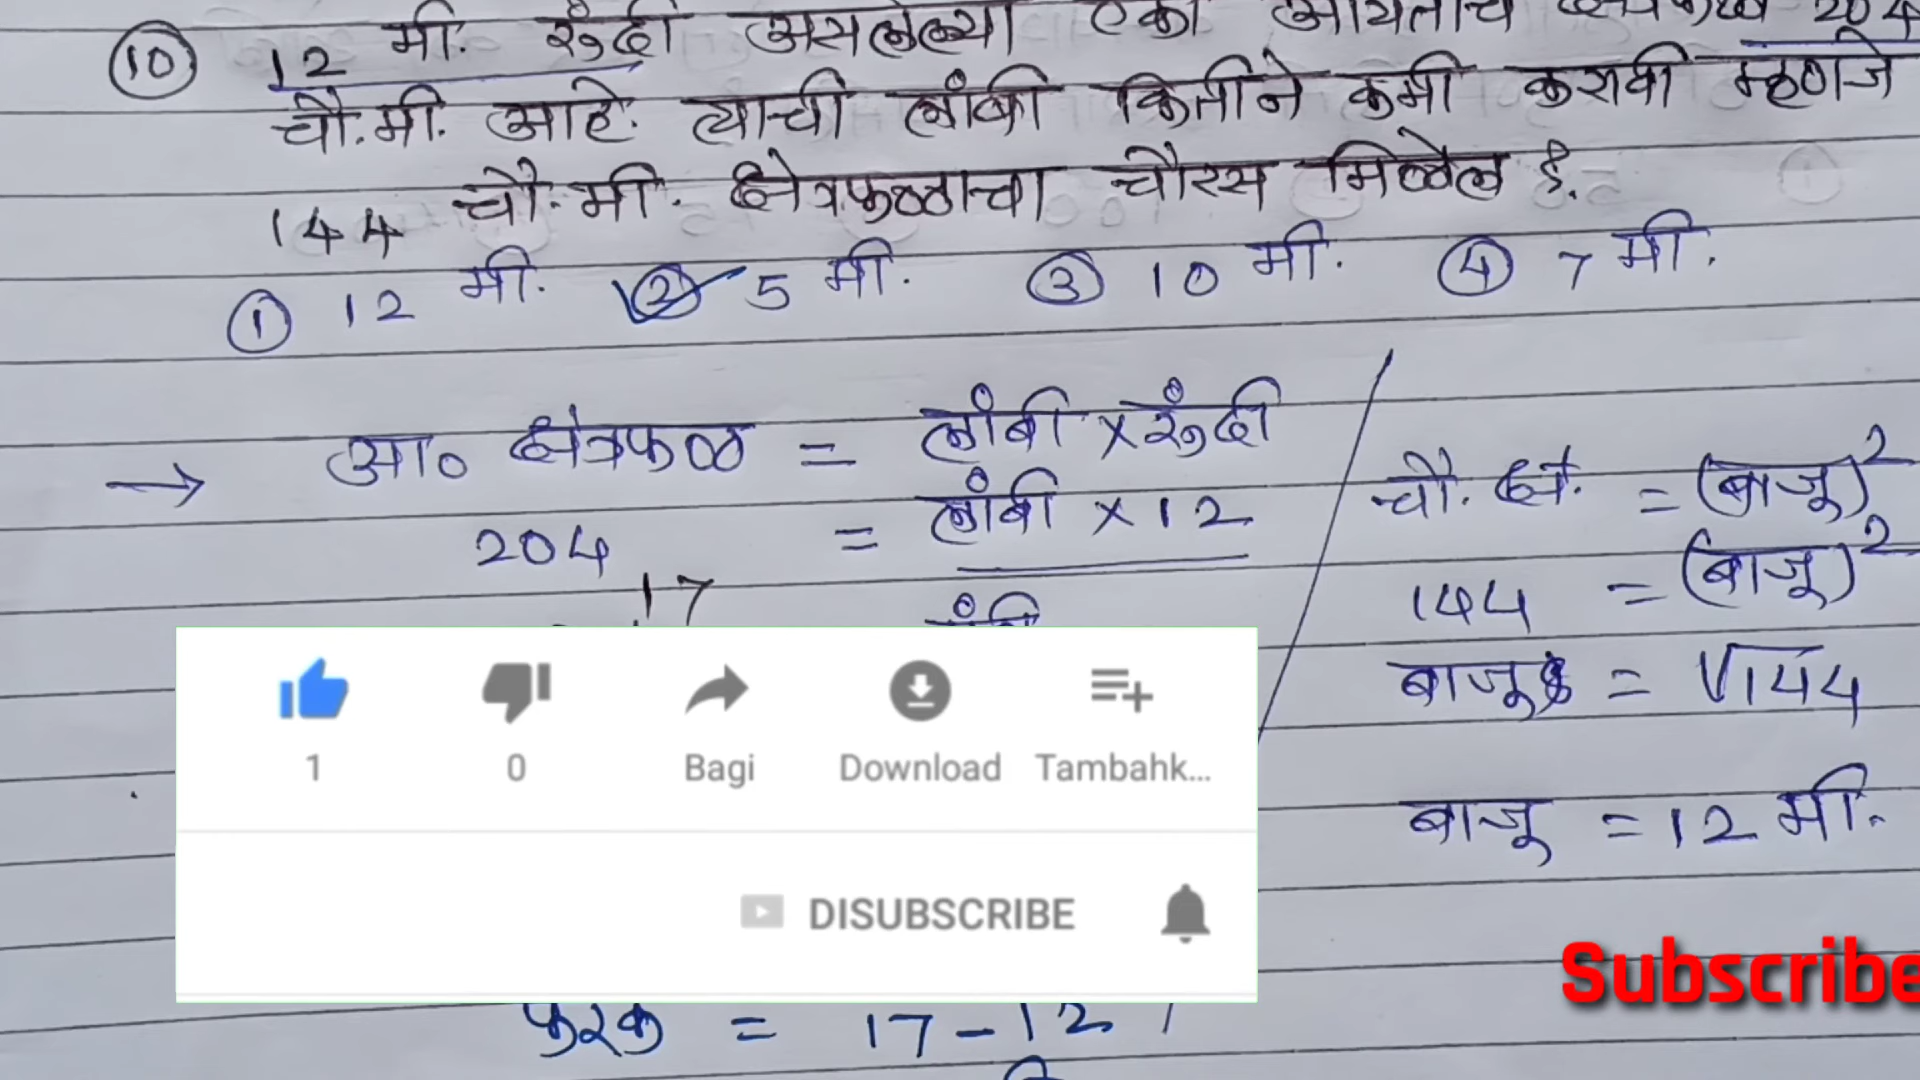 10 12 मी. रुंदी असलेल्या एका आयताचे क्षेत्रफळ 204
चौ.मी. आहे. त्याची लांबी कितीने कमी करावी म्हणजे
144 चौ.मी. क्षेत्रफळाचा चौरस मिळेल ?.
1 12 मी. 2 5 मी. 3 10 मी. 4 7 मी.
→ आ० क्षेत्रफळ = लांबी × रुंदी
204 = लांबी × 12
17
चौ. क्षे. = (बाजू)²
144 = (बाजू)²
बाजू = √144
बाजू = 12 मी.
1 0 Bagi Download Tambahk...
DISUBSCRIBE
Subscribe
फरक = 17 - 12